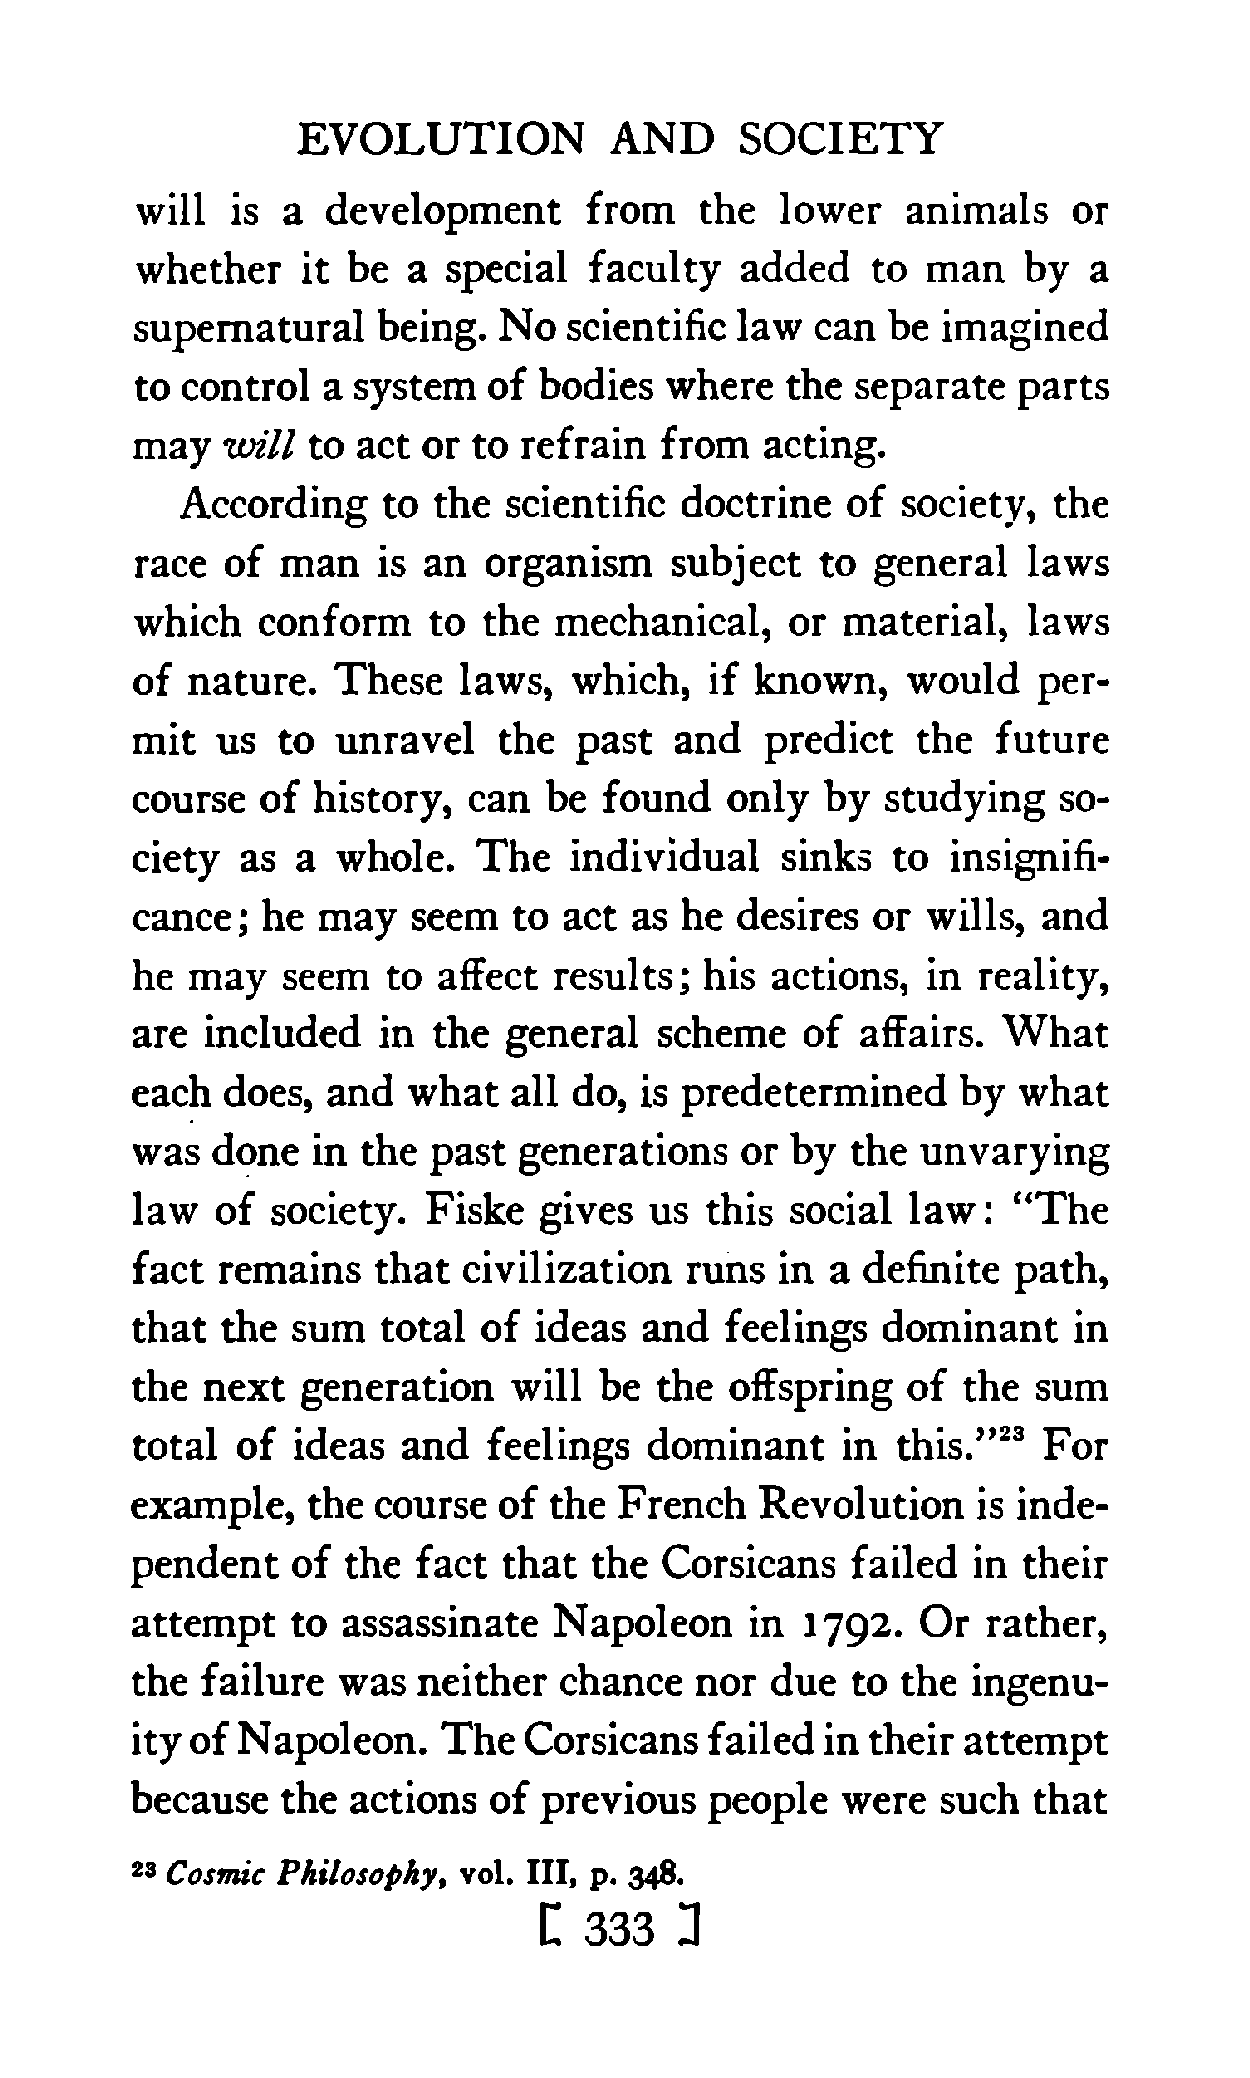 EVOLUTION AND SOCIETY
will is a development from the lower animals or
whether it be a special faculty added to man by a
supernatural being. No scientific law can be imagined
to control a system of bodies where the separate parts
may will to act or to refrain from acting.
According to the scientific doctrine of society, the
race of man is an organism subject to general laws
which conform to the mechanical, or material, laws
of nature. These laws, which, if known, would per-
mit us to unravel the past and predict the future
course of history, can be found only by studying so-
ciety as a whole. The individual sinks to insignifi-
cance; he may seem to act as he desires or wills, and
he may seem to affect results; his actions, in reality,
are included in the general scheme of affairs. What
each does, and what all do, is predetermined by what
was done in the past generations or by the unvarying
law of society. Fiske gives us this social law: "The
fact remains that civilization runs in a definite path,
that the sum total of ideas and feelings dominant in
the next generation will be the offspring of the sum
total of ideas and feelings dominant in this."²³ For
example, the course of the French Revolution is inde-
pendent of the fact that the Corsicans failed in their
attempt to assassinate Napoleon in 1792. Or rather,
the failure was neither chance nor due to the ingenu-
ity of Napoleon. The Corsicans failed in their attempt
because the actions of previous people were such that
²³ Cosmic Philosophy, vol. III, p. 348.
[ 333 ]